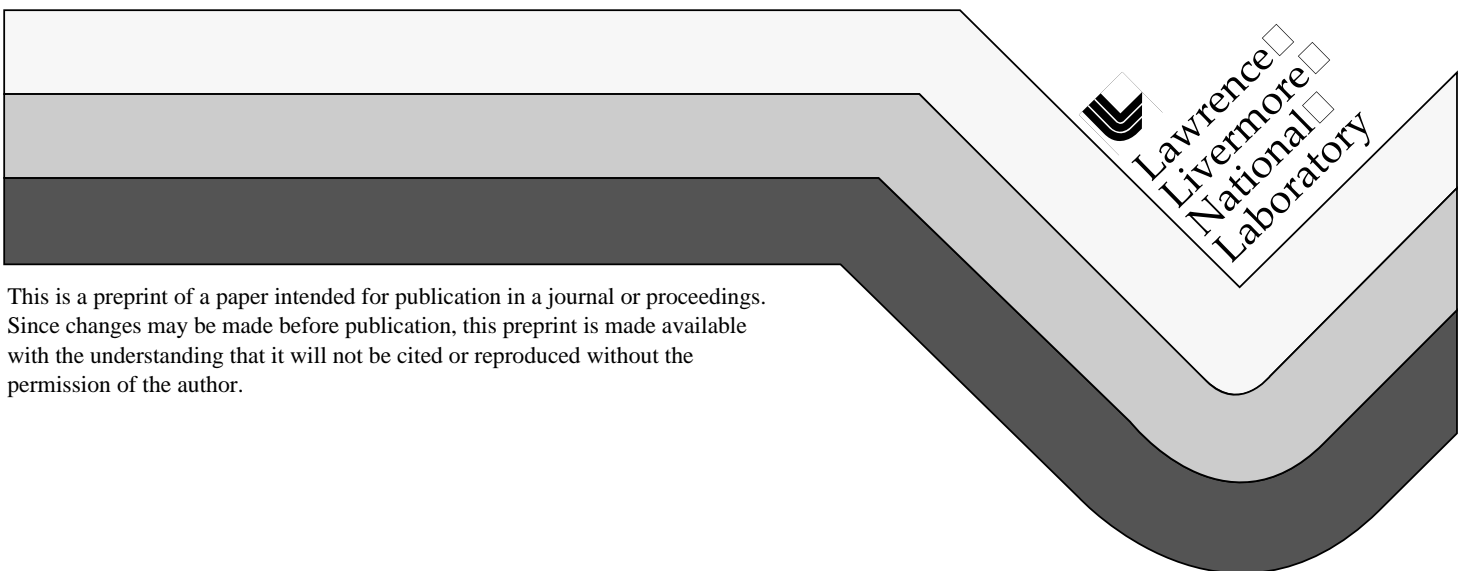 Lawrence
Livermore
National
Laboratory
This is a preprint of a paper intended for publication in a journal or proceedings.
Since changes may be made before publication, this preprint is made available
with the understanding that it will not be cited or reproduced without the
permission of the author.